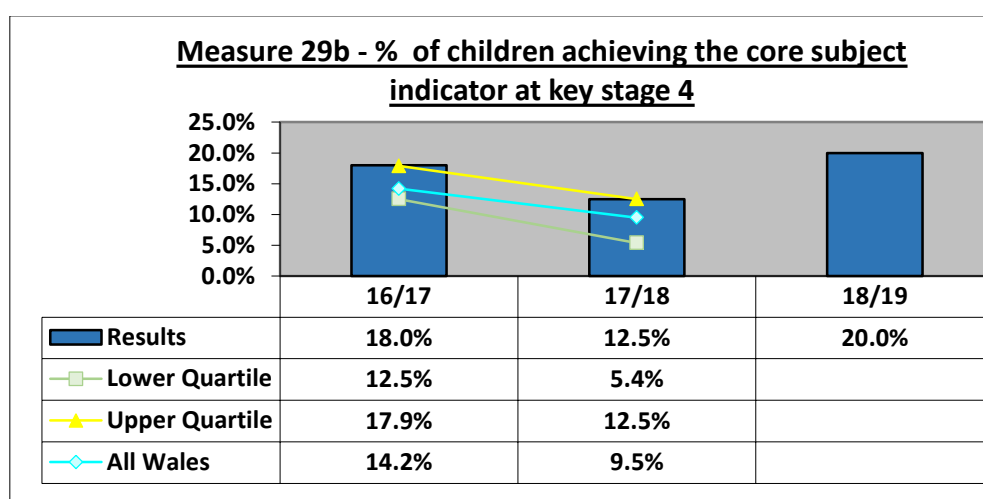 Measure 29b - % of children achieving the core subject
indicator at key stage 4
25.0%
20.0%
15.0%
10.0%
5.0%
0.0%
16/17 17/18 18/19
Results 18.0% 12.5% 20.0%
Lower Quartile 12.5% 5.4%
Upper Quartile 17.9% 12.5%
All Wales 14.2% 9.5%